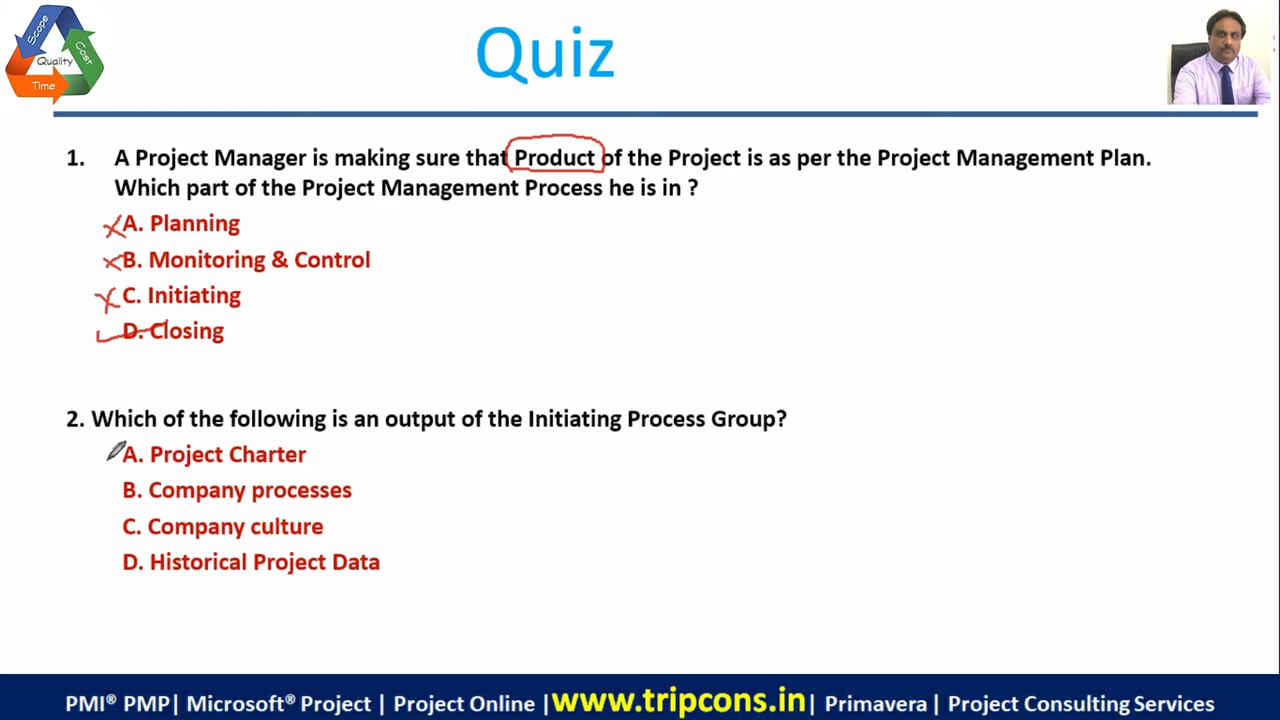 Scope
Cost
Quality
Time
Quiz
1. A Project Manager is making sure that Product of the Project is as per the Project Management Plan.
Which part of the Project Management Process he is in ?
A. Planning
B. Monitoring & Control
C. Initiating
D. Closing
2. Which of the following is an output of the Initiating Process Group?
A. Project Charter
B. Company processes
C. Company culture
D. Historical Project Data
PMI® PMP| Microsoft® Project | Project Online |www.tripcons.in| Primavera | Project Consulting Services